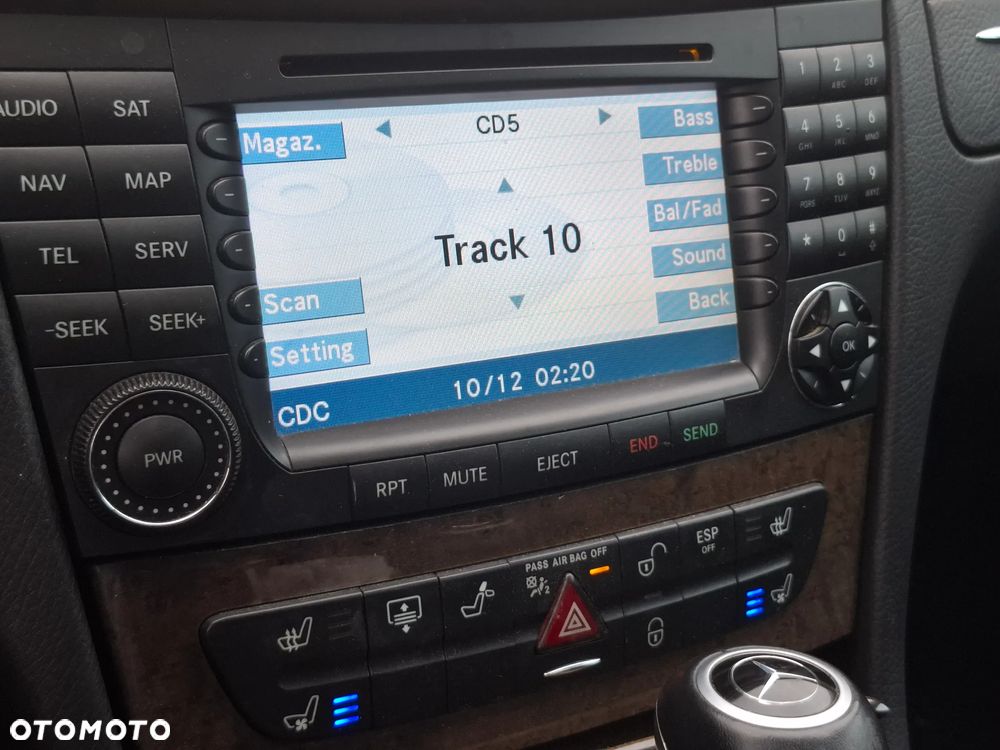 AUDIO
SAT
NAV
MAP
TEL
SERV
-SEEK
SEEK+
PWR
Magaz.
CD5
Bass
Treble
Bal/Fad
Track 10
Sound
Scan
Back
Setting
10/12 02:20
CDC
1
2
ABC
3
DEF
4
GHI
5
JKL
6
MNO
7
PQRS
8
TUV
9
WXYZ
*
0
#
OK
RPT
MUTE
EJECT
END
SEND
PASS AIR BAG OFF
2
ESP
OFF
OTOMOTO